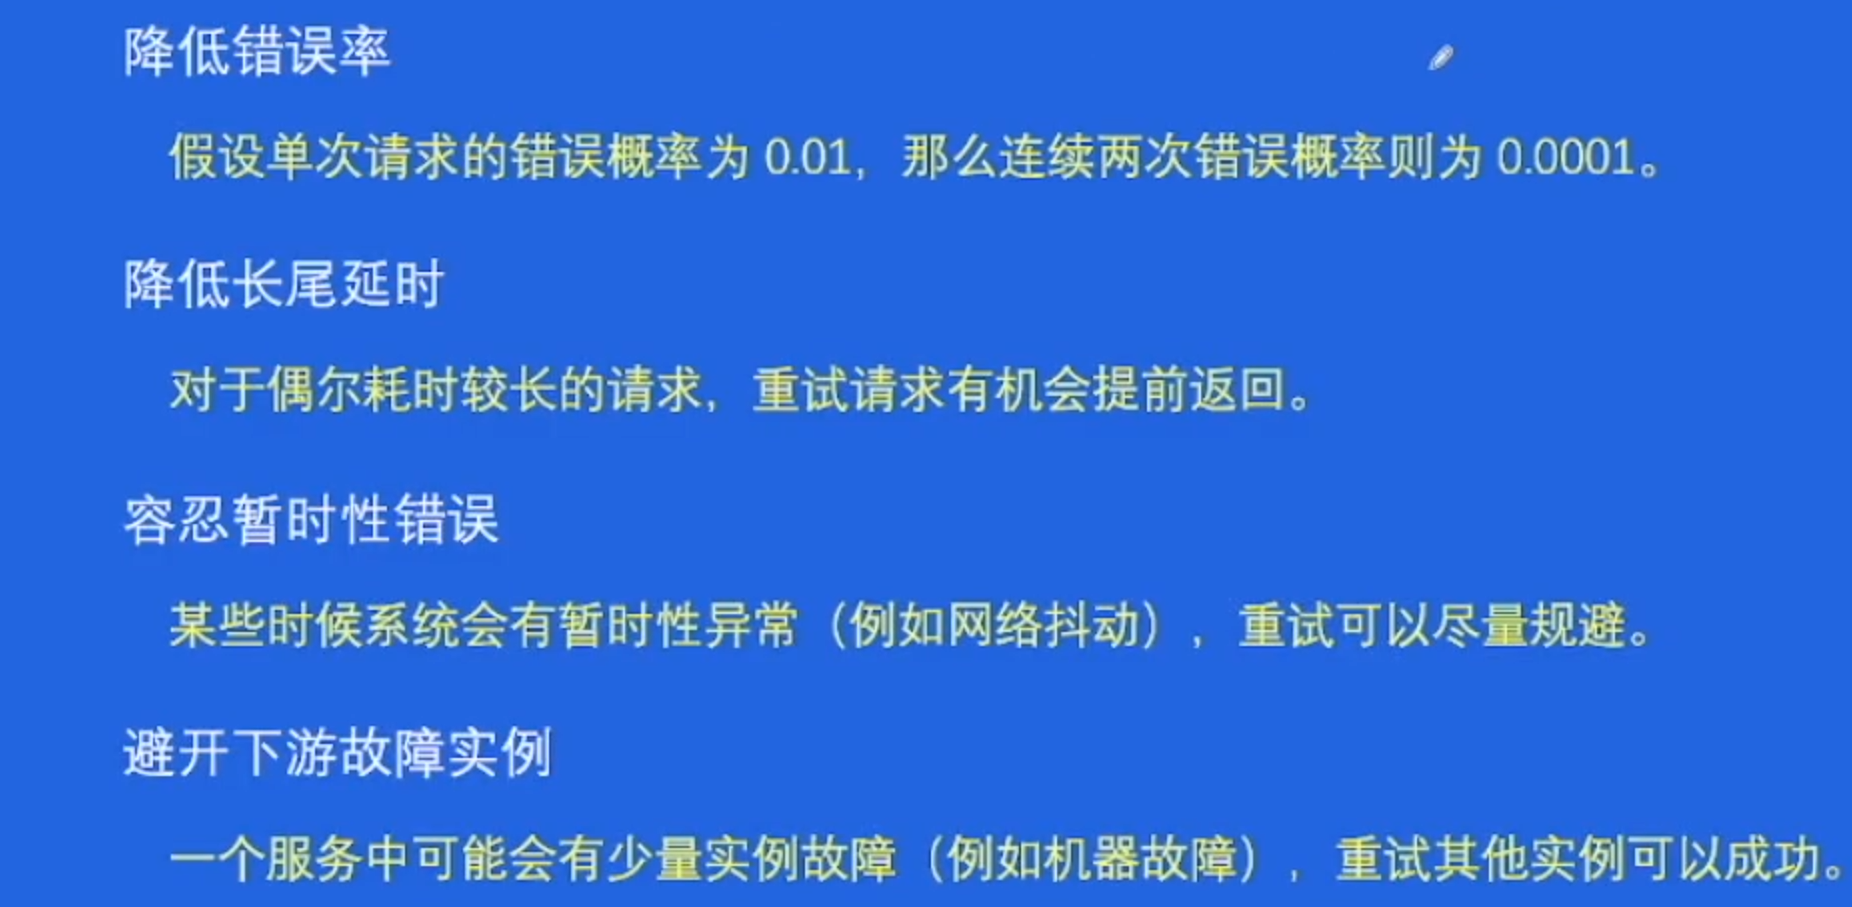 降低错误率
假设单次请求的错误概率为 0.01，那么连续两次错误概率则为 0.0001。
降低长尾延时
对于偶尔耗时较长的请求，重试请求有机会提前返回。
容忍暂时性错误
某些时候系统会有暂时性异常（例如网络抖动），重试可以尽量规避。
避开下游故障实例
一个服务中可能会有少量实例故障（例如机器故障），重试其他实例可以成功。